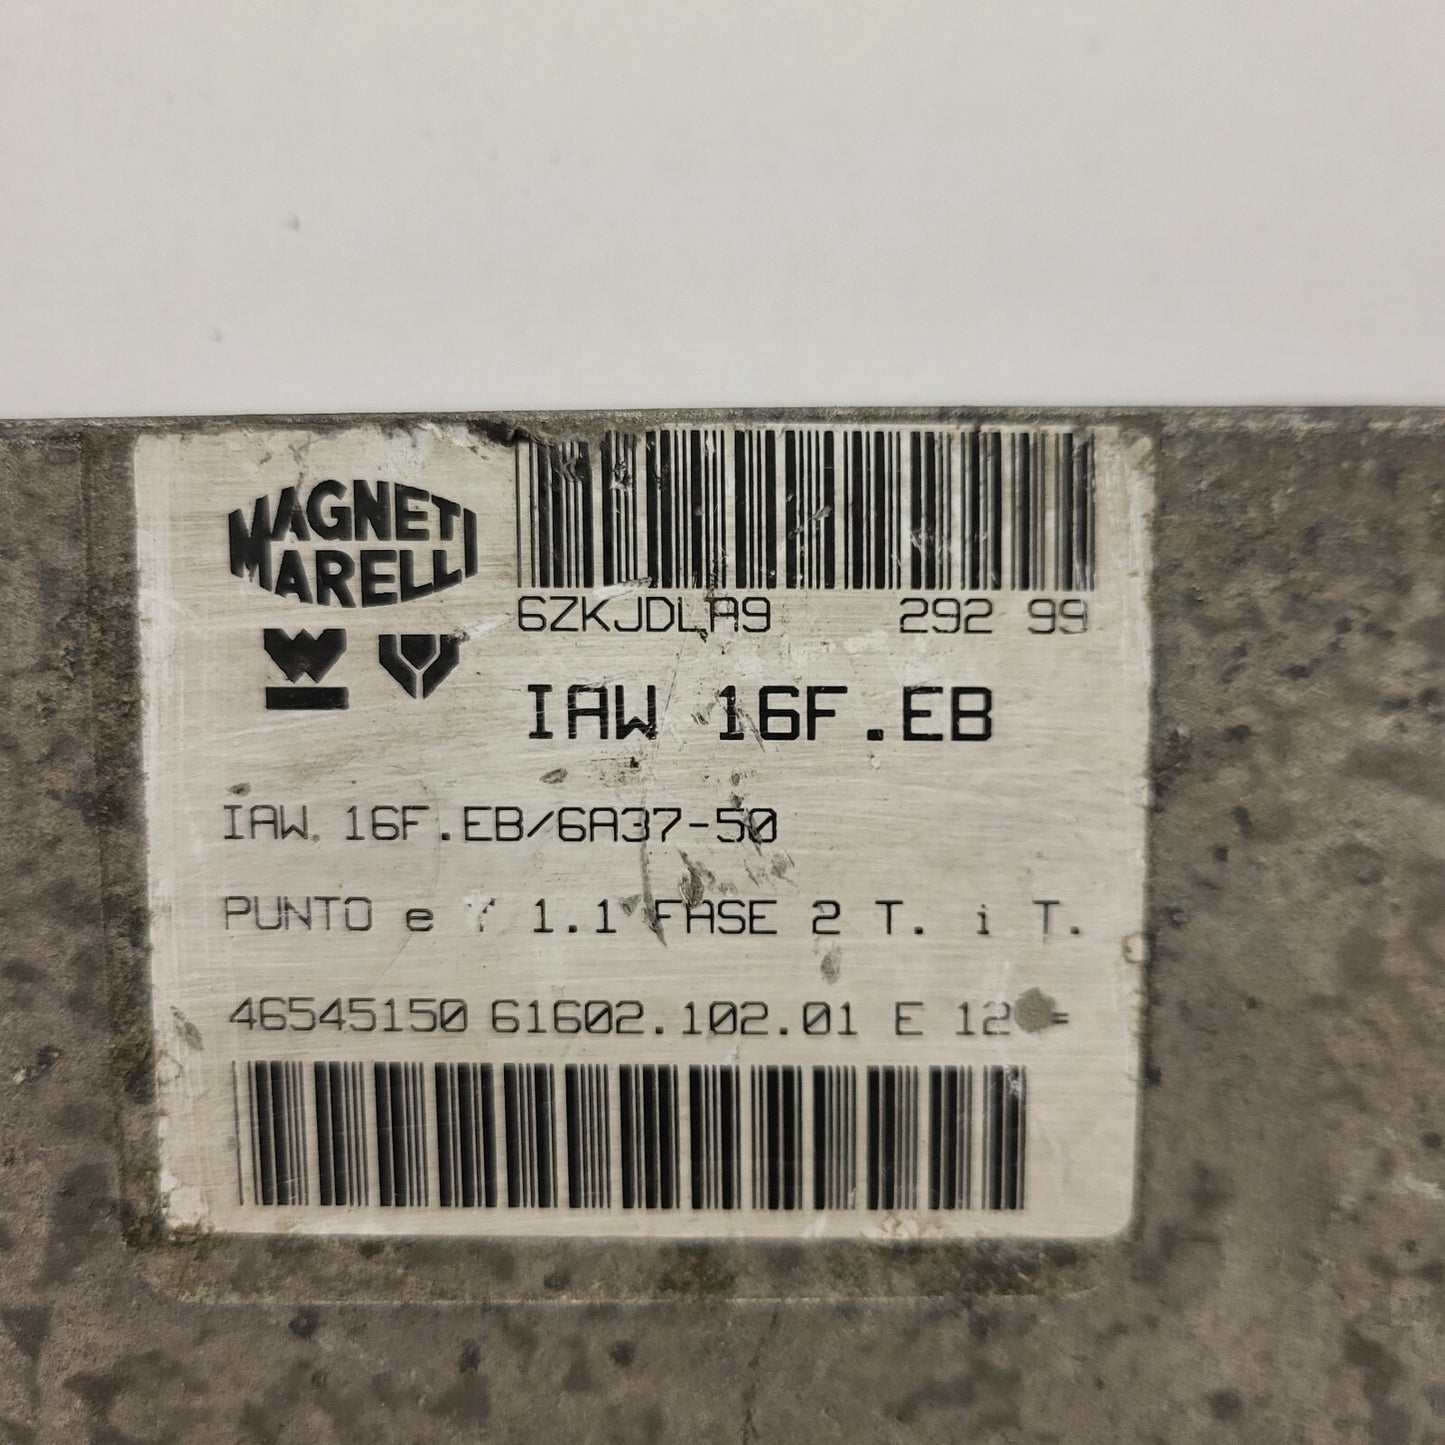 MAGNETI
MARELLI
6ZKJDLA9 292 99
IAW 16F.EB
IAW 16F.EB/6A37-50
PUNTO e 1.1 FASE 2 T. i T.
46545150 61602.102.01 E